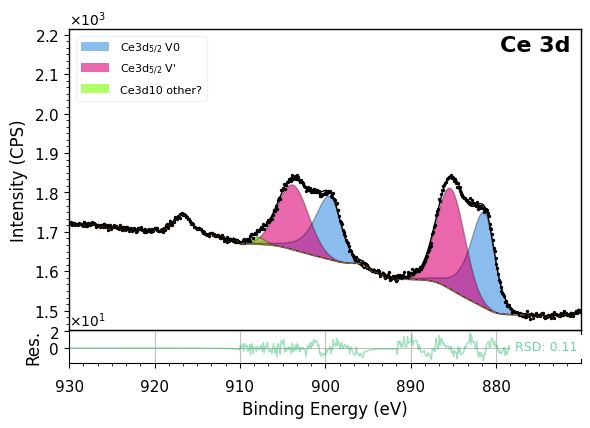 ×10³
Ce 3d
Ce3d₅/₂ V0
Ce3d₅/₂ V'
Ce3d10 other?
Intensity (CPS)
2.2
2.1
2.0
1.9
1.8
1.7
1.6
1.5
×10¹
Res.
2
0
RSD: 0.11
930 920 910 900 890 880
Binding Energy (eV)